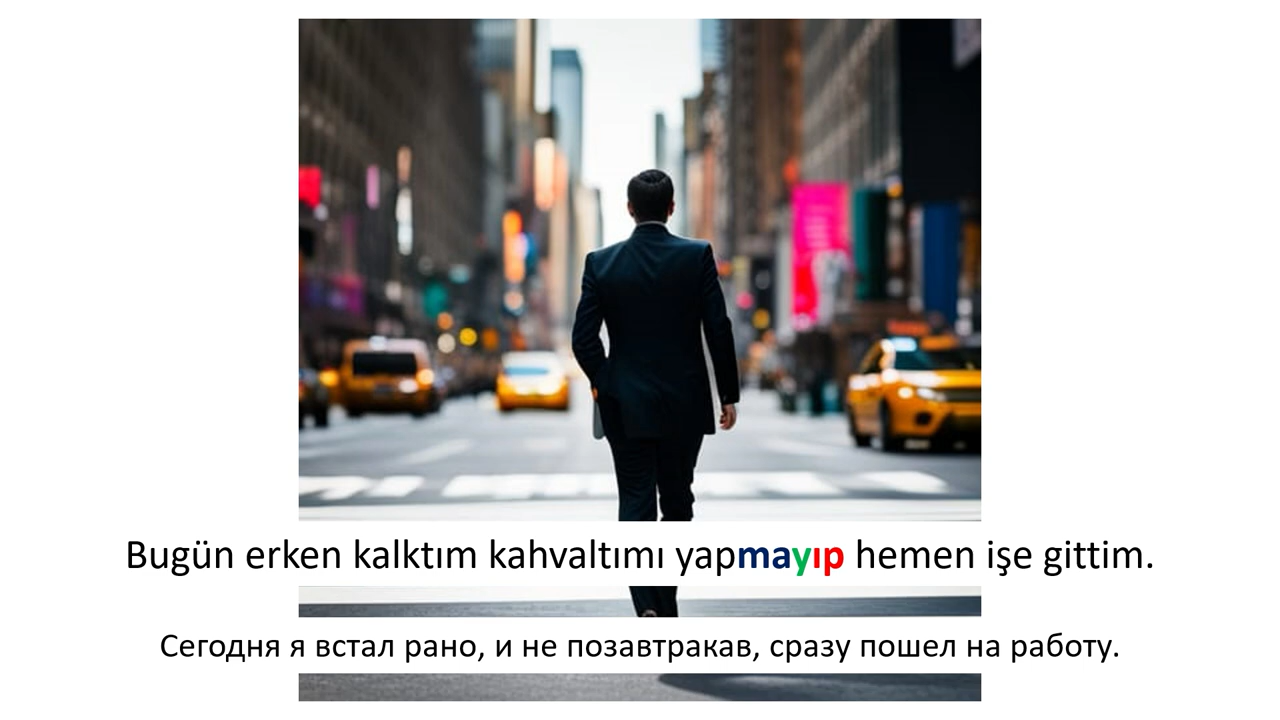 Bugün erken kalktım kahvaltımı yapmayıp hemen işe gittim.
Сегодня я встал рано, и не позавтракав, сразу пошел на работу.